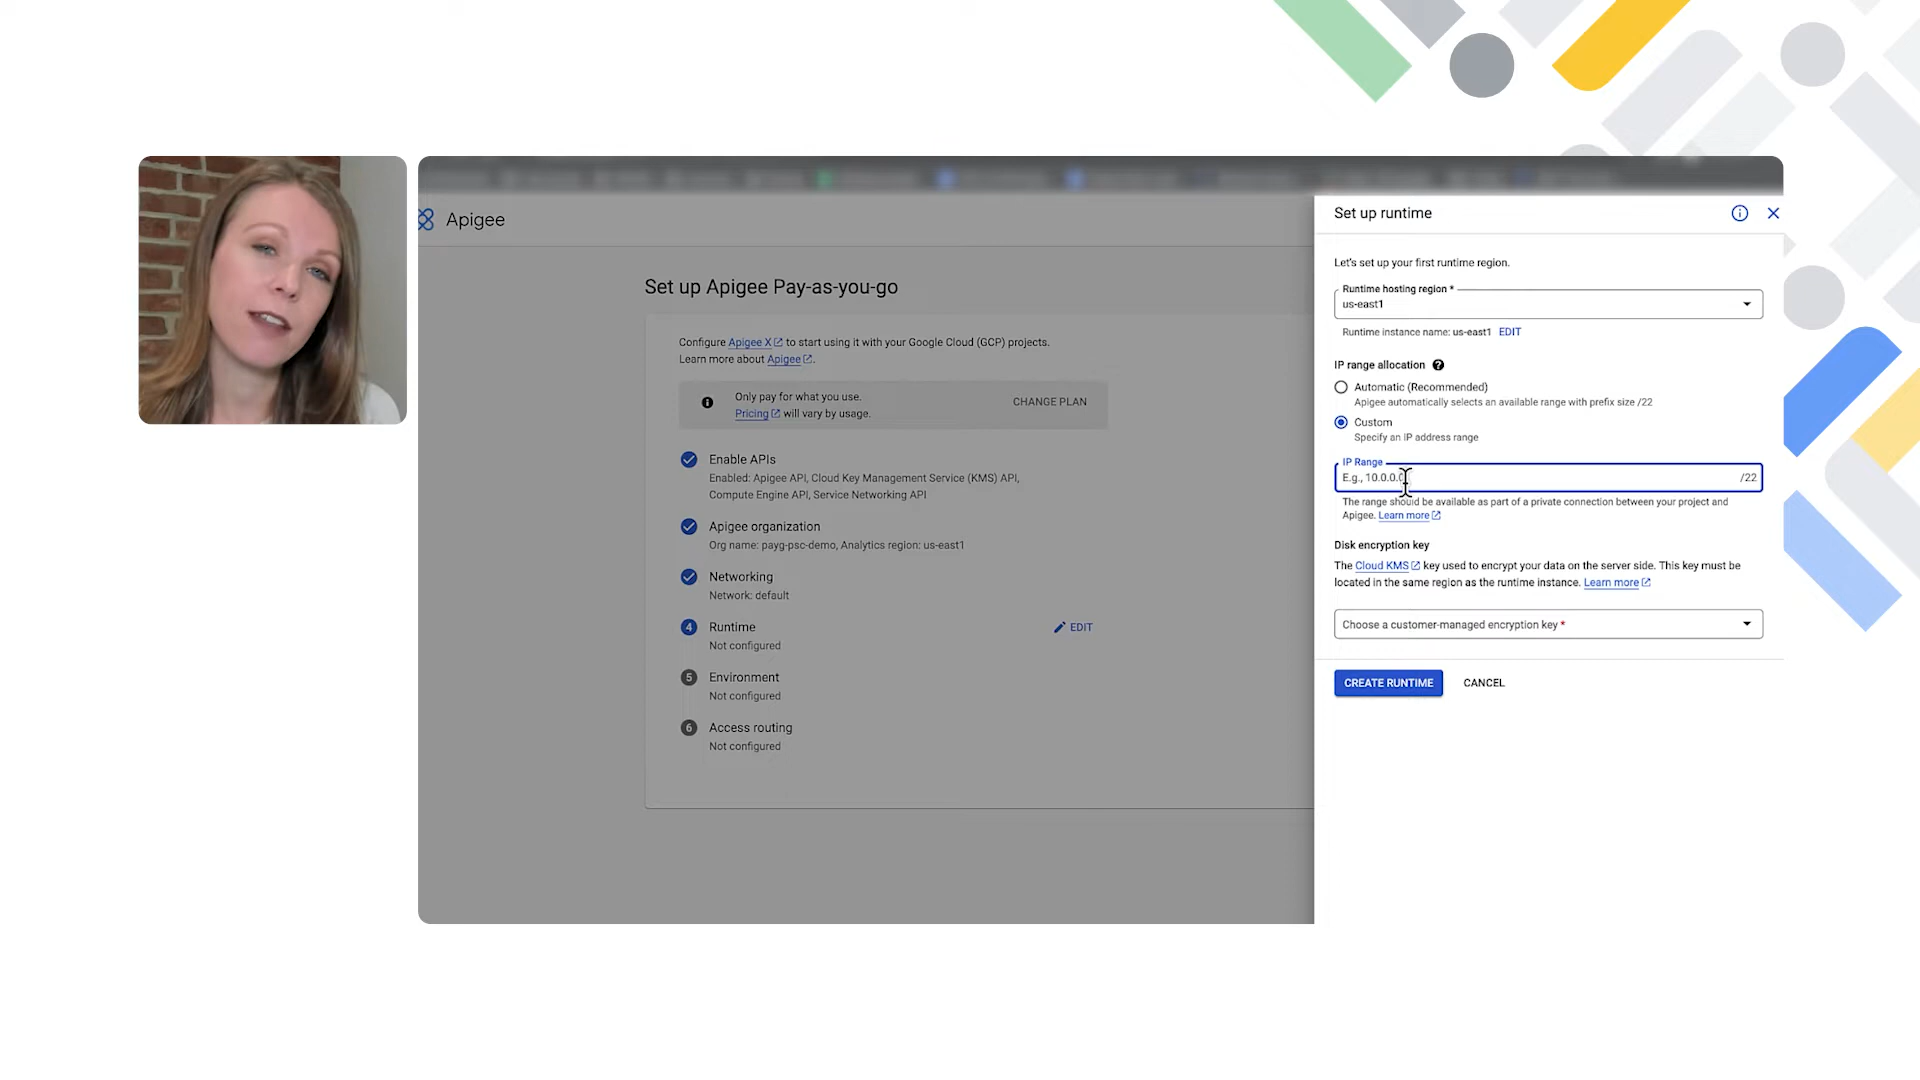 Apigee
Set up Apigee Pay-as-you-go
Configure Apigee X to start using it with your Google Cloud (GCP) projects.
Learn more about Apigee.
Only pay for what you use.
Pricing will vary by usage.
CHANGE PLAN
Enable APIs
Enabled: Apigee API, Cloud Key Management Service (KMS) API,
Compute Engine API, Service Networking API
Apigee organization
Org name: payg-psc-demo, Analytics region: us-east1
Networking
Network: default
4 Runtime
Not configured
EDIT
5 Environment
Not configured
6 Access routing
Not configured
Set up runtime
Let's set up your first runtime region.
Runtime hosting region *
us-east1
Runtime instance name: us-east1 EDIT
IP range allocation
Automatic (Recommended)
Apigee automatically selects an available range with prefix size /22
Custom
Specify an IP address range
IP Range
E.g., 10.0.0.0 /22
The range should be available as part of a private connection between your project and
Apigee. Learn more
Disk encryption key
The Cloud KMS key used to encrypt your data on the server side. This key must be
located in the same region as the runtime instance. Learn more
Choose a customer-managed encryption key *
CREATE RUNTIME CANCEL